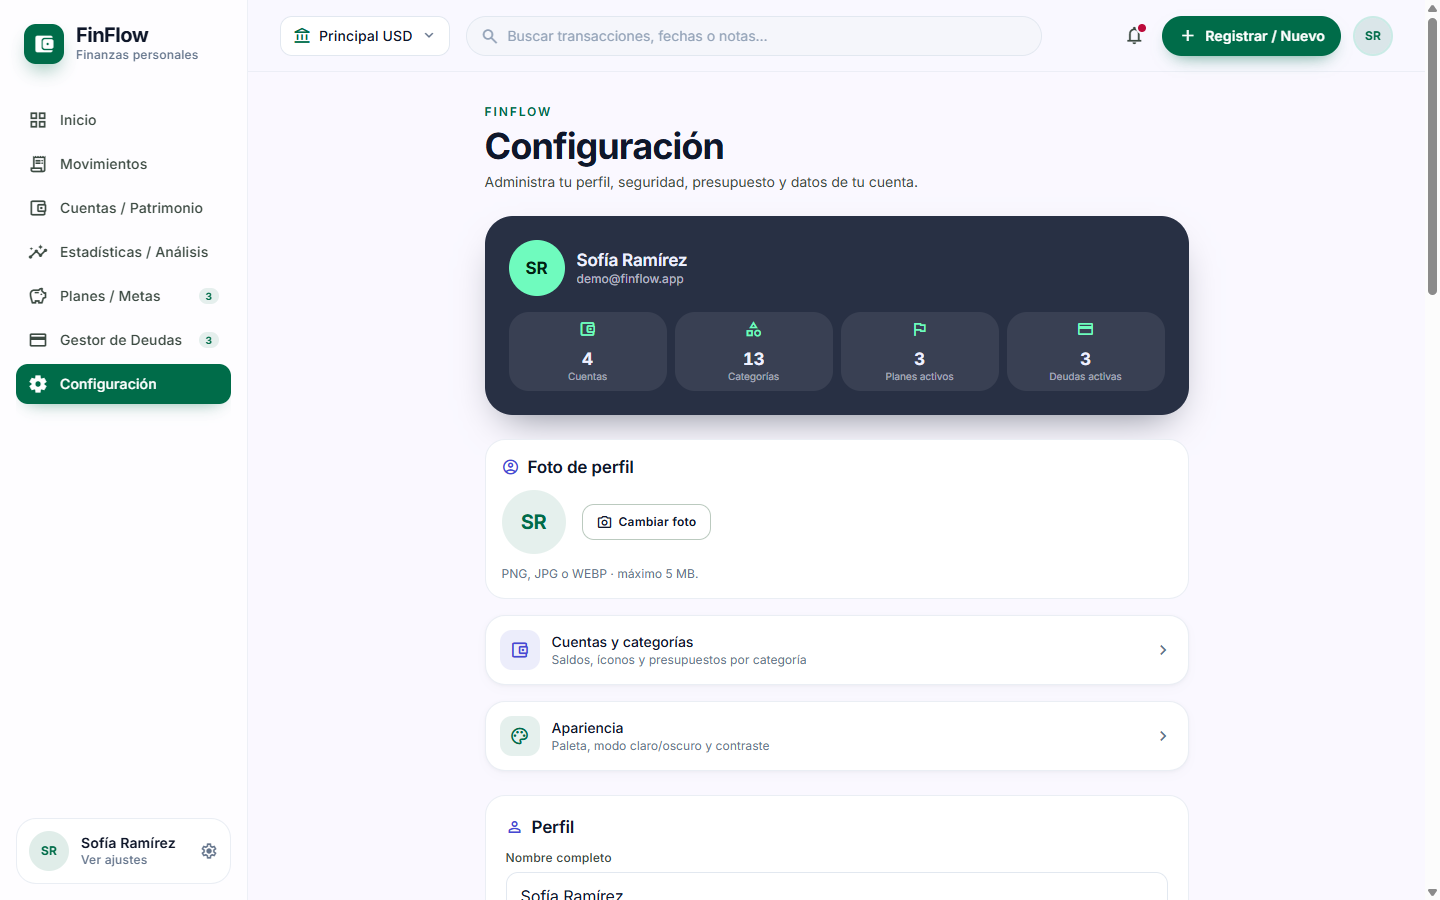 FinFlow
Finanzas personales
Inicio
Movimientos
Cuentas / Patrimonio
Estadísticas / Análisis
Planes / Metas 3
Gestor de Deudas 3
Configuración
SR
Sofía Ramírez
Ver ajustes
Principal USD
Buscar transacciones, fechas o notas...
Registrar / Nuevo
SR
FINFLOW
Configuración
Administra tu perfil, seguridad, presupuesto y datos de tu cuenta.
SR
Sofía Ramírez
demo@finflow.app
4
Cuentas
13
Categorías
3
Planes activos
3
Deudas activas
Foto de perfil
SR
Cambiar foto
PNG, JPG o WEBP · máximo 5 MB.
Cuentas y categorías
Saldos, íconos y presupuestos por categoría
Apariencia
Paleta, modo claro/oscuro y contraste
Perfil
Nombre completo
Sofía Ramírez